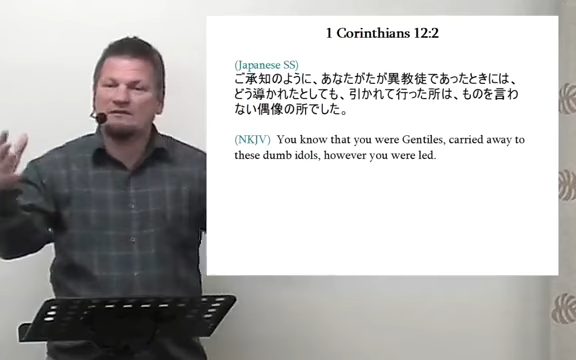 1 Corinthians 12:2
(Japanese SS)
ご承知のように、あなたがたが異教徒であったときには、
どう導かれたとしても、引かれて行った所は、ものを言わ
ない偶像の所でした。
(NKJV) You know that you were Gentiles, carried away to
these dumb idols, however you were led.